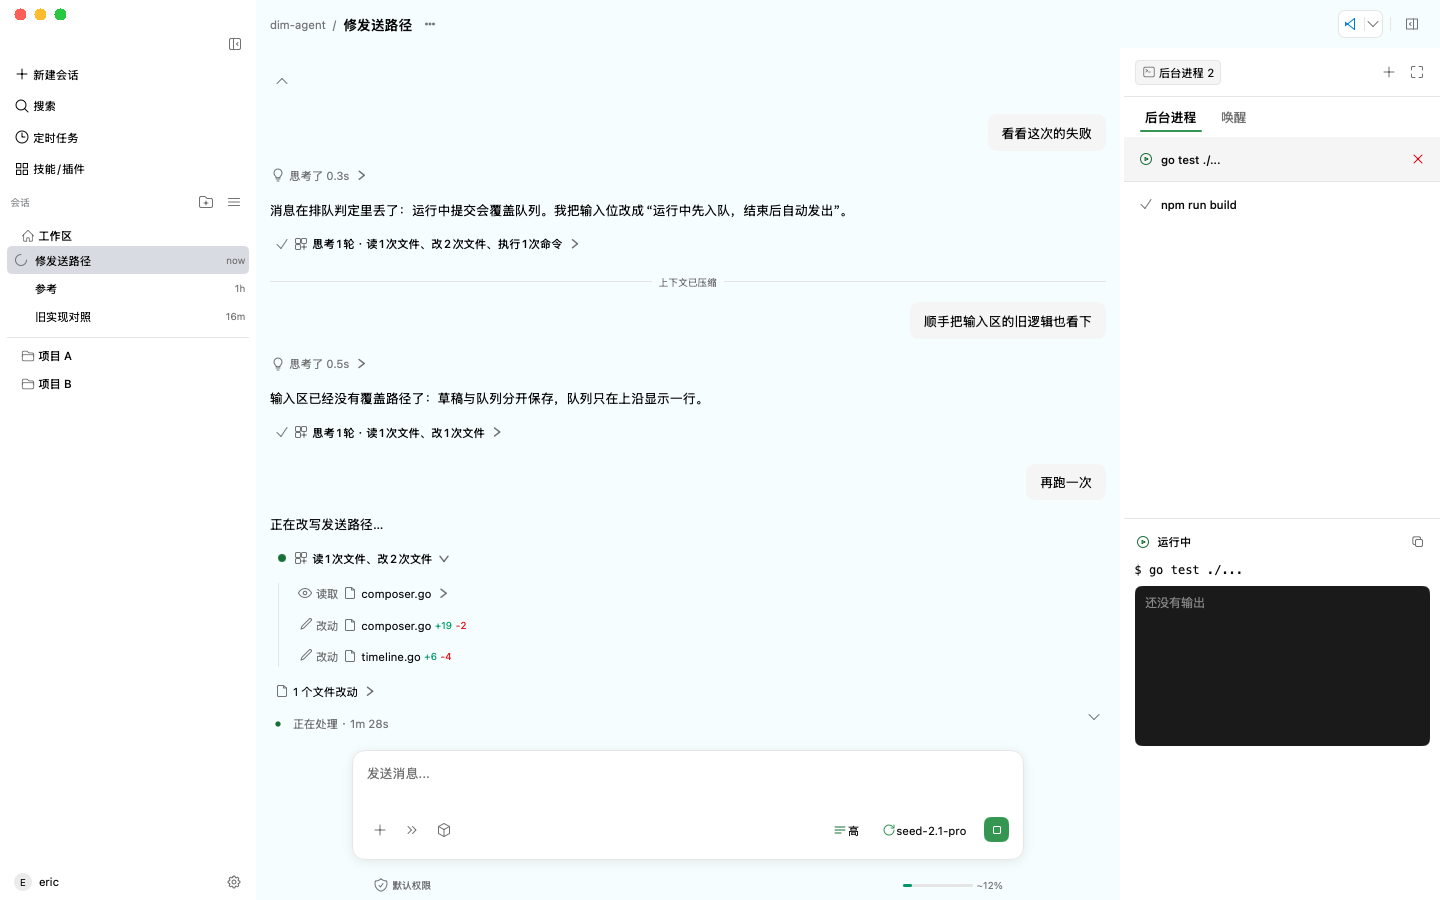 dim-agent / 修发送路径 ···
新建会话
搜索
定时任务
技能/插件
会话
工作区
修发送路径 now
参考 1h
旧实现对照 16m
项目 A
项目 B
E eric
看看这次的失败
思考了 0.3s
消息在排队判定里丢了：运行中提交会覆盖队列。我把输入位改成“运行中先入队，结束后自动发出”。
思考1轮 · 读1次文件、改2次文件、执行1次命令
上下文已压缩
顺手把输入区的旧逻辑也看下
思考了 0.5s
输入区已经没有覆盖路径了：草稿与队列分开保存，队列只在上沿显示一行。
思考1轮 · 读1次文件、改1次文件
再跑一次
正在改写发送路径...
读1次文件、改2次文件
读取 composer.go
改动 composer.go +19 -2
改动 timeline.go +6 -4
1 个文件改动
正在处理 · 1m 28s
发送消息...
高 seed-2.1-pro
默认权限 ~12%
后台进程 2
后台进程 唤醒
go test ./...
npm run build
运行中
$ go test ./...
还没有输出